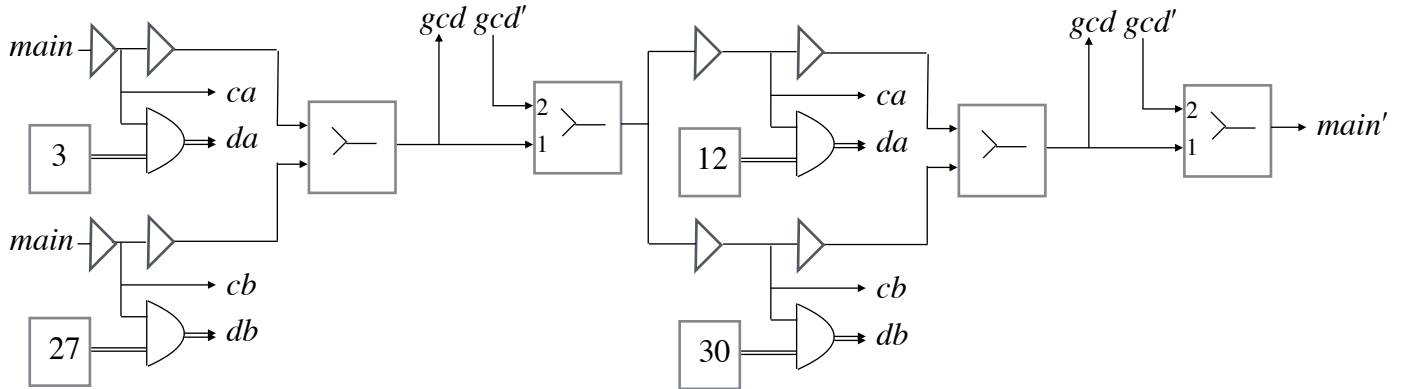 gcd gcd′ gcd gcd′
main
ca ca
2 2
da da main′
3 1 12 1
main
cb cb
27 db 30 db